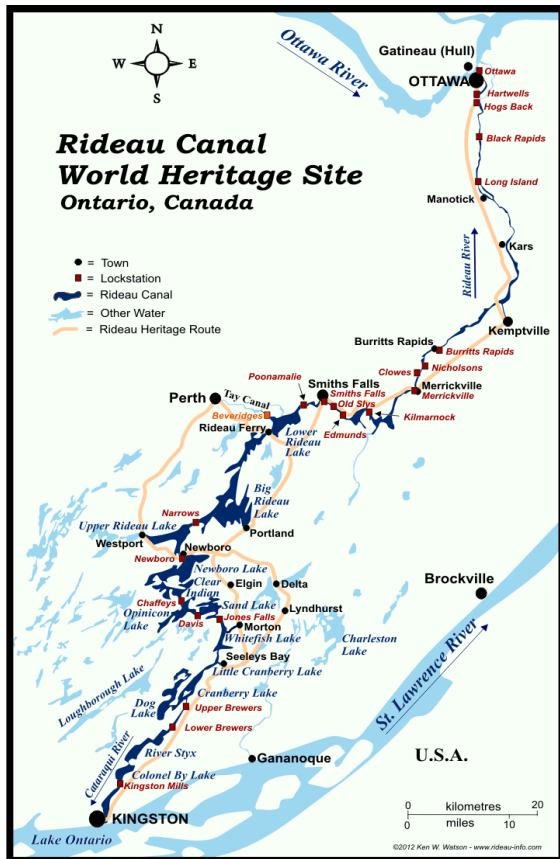 N
W
E
S
Ottawa River
Gatineau (Hull)
Ottawa
OTTAWA
Hartwells
Hogs Back
Black Rapids
Long Island
Manotick
Kars
Rideau River
Kemptville
Rideau Canal
World Heritage Site
Ontario, Canada
= Town
= Lockstation
= Rideau Canal
= Other Water
= Rideau Heritage Route
Burritts Rapids
Burritts Rapids
Nicholsons
Clowes
Merrickville
Merrickville
Poonamalie
Smiths Falls
Smiths Falls
Old Slys
Edmunds
Kilmarnock
Perth
Tay Canal
Beveridges
Rideau Ferry
Lower
Rideau
Lake
Big
Rideau
Lake
Narrows
Upper Rideau Lake
Portland
Westport
Newboro
Newboro
Newboro Lake
Clear
Indian
Elgin
Delta
Chaffeys
Opinicon
Lake
Sand Lake
Lyndhurst
Davis
Jones Falls
Morton
Whitefish Lake
Charleston
Lake
Brockville
Seeleys Bay
Little Cranberry Lake
Loughborough Lake
Cranberry Lake
Dog
Lake
Upper Brewers
Lower Brewers
St. Lawrence River
River Styx
Cataraqui River
Gananoque
U.S.A.
Colonel By Lake
Kingston Mills
KINGSTON
Lake Ontario
0
kilometres
20
0
miles
10
©2012 Ken W. Watson - www.rideau-info.com